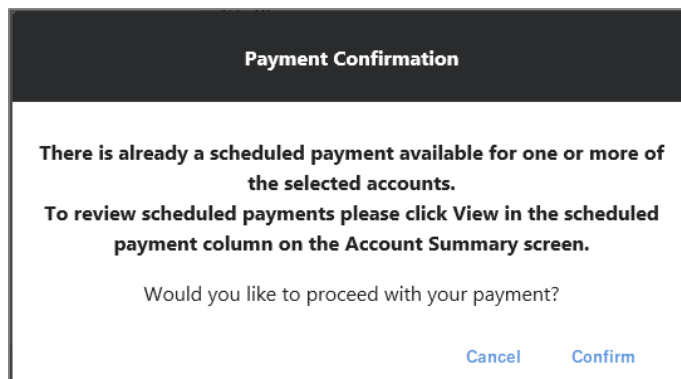 Payment Confirmation
There is already a scheduled payment available for one or more of
the selected accounts.
To review scheduled payments please click View in the scheduled
payment column on the Account Summary screen.
Would you like to proceed with your payment?
Cancel Confirm